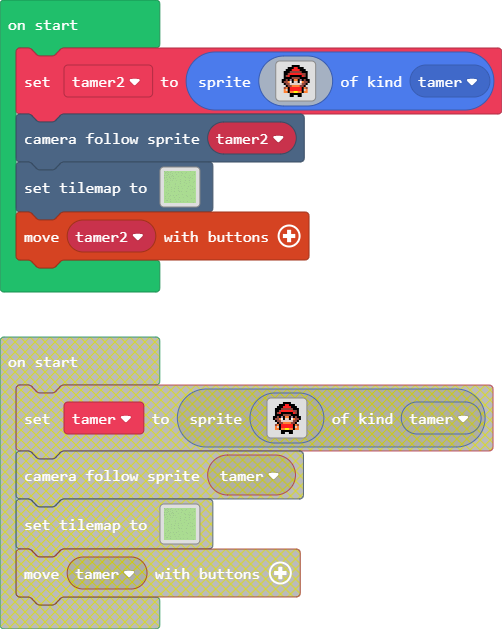 on start
set tamer2 to sprite of kind tamer
camera follow sprite tamer2
set tilemap to
move tamer2 with buttons
on start
set tamer to sprite of kind tamer
camera follow sprite tamer
set tilemap to
move tamer with buttons